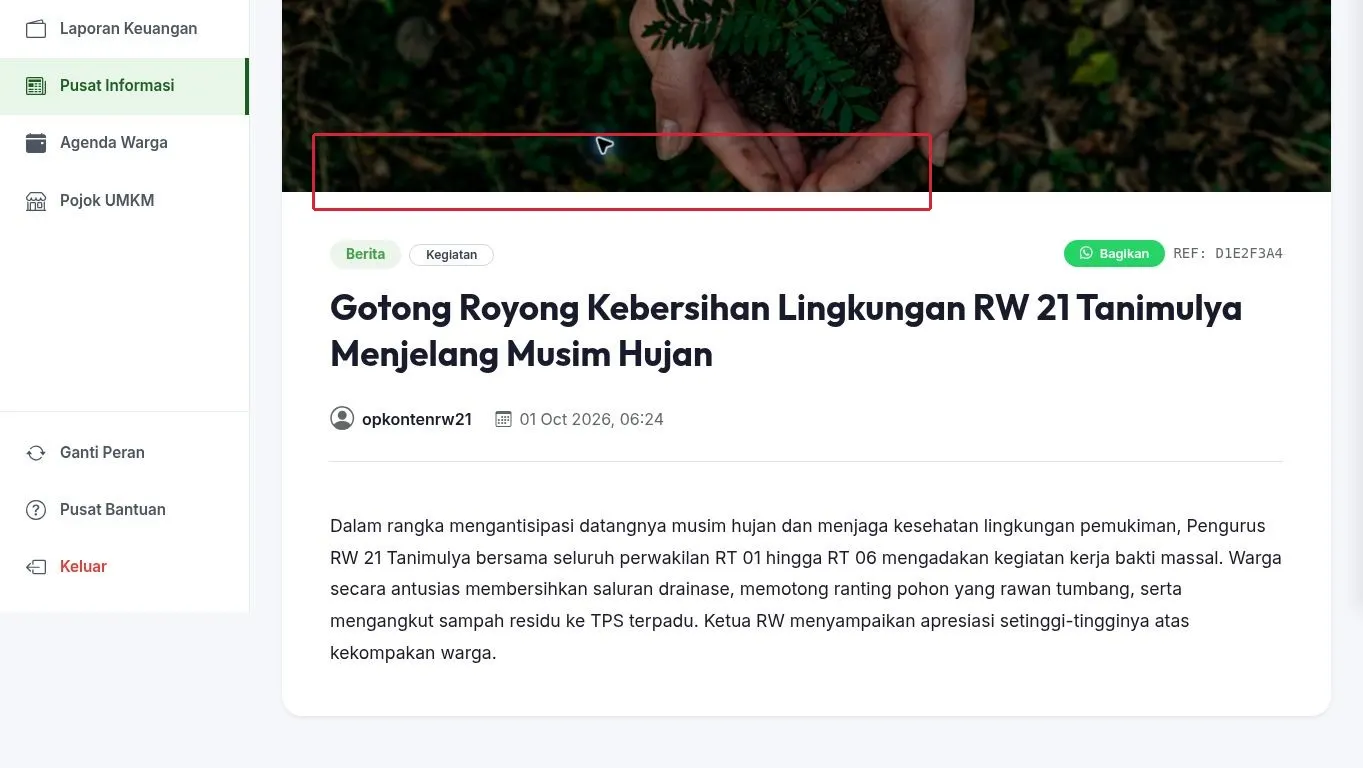 Laporan Keuangan
Pusat Informasi
Agenda Warga
Pojok UMKM
Ganti Peran
Pusat Bantuan
Keluar
Berita
Kegiatan
Bagikan
REF: D1E2F3A4
Gotong Royong Kebersihan Lingkungan RW 21 Tanimulya
Menjelang Musim Hujan
opkontenrw21
01 Oct 2026, 06:24
Dalam rangka mengantisipasi datangnya musim hujan dan menjaga kesehatan lingkungan pemukiman, Pengurus
RW 21 Tanimulya bersama seluruh perwakilan RT 01 hingga RT 06 mengadakan kegiatan kerja bakti massal. Warga
secara antusias membersihkan saluran drainase, memotong ranting pohon yang rawan tumbang, serta
mengangkut sampah residu ke TPS terpadu. Ketua RW menyampaikan apresiasi setinggi-tingginya atas
kekompakan warga.